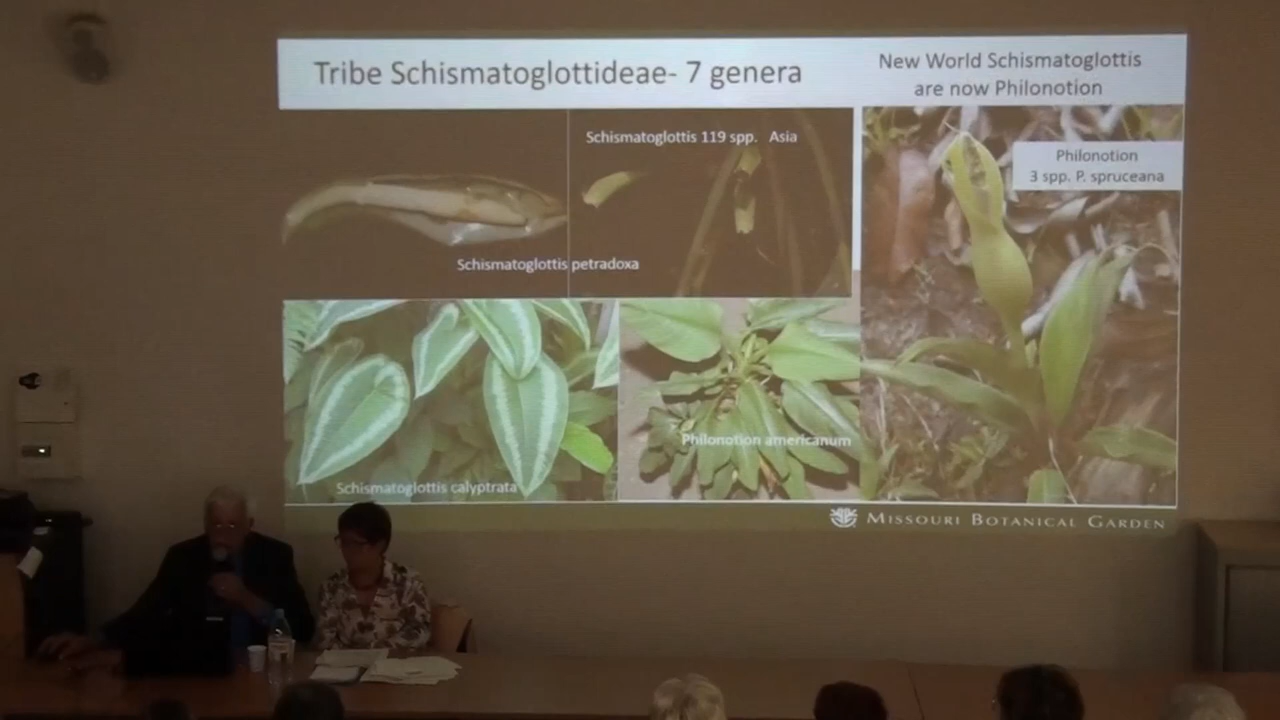 Tribe Schismatoglottideae- 7 genera
New World Schismatoglottis
are now Philonotion
Schismatoglottis 119 spp. Asia
Philonotion
3 spp. P. spruceana
Schismatoglottis petradoxa
Philonotion americanum
Schismatoglottis calyptrata
MISSOURI BOTANICAL GARDEN